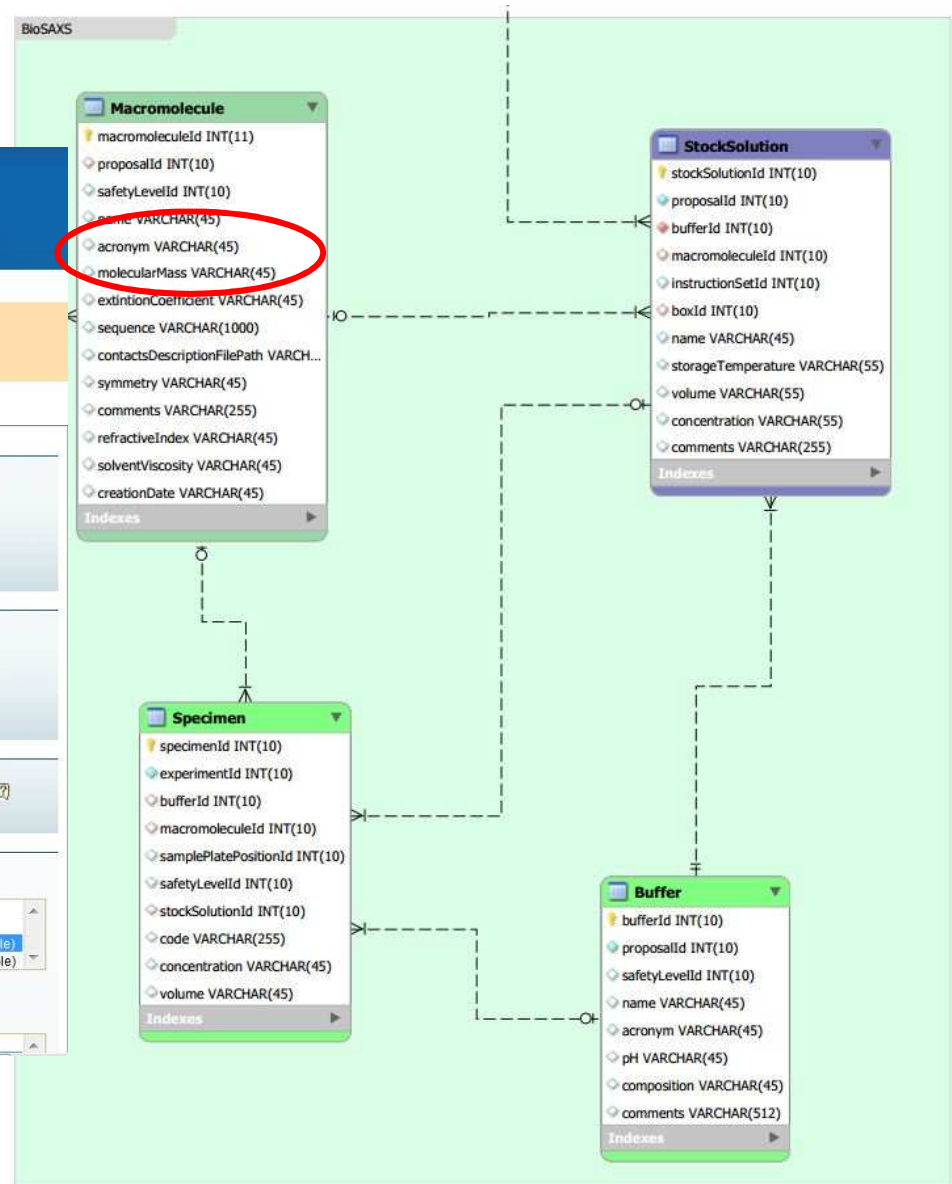 BioSAXS
Macromolecule
macromoleculeId INT(11)
proposalId INT(10)
safetyLevelId INT(10)
name VARCHAR(45)
acronym VARCHAR(45)
molecularMass VARCHAR(45)
extintionCoefficient VARCHAR(45)
sequence VARCHAR(1000)
contactsDescriptionFilePath VARCH...
symmetry VARCHAR(45)
comments VARCHAR(255)
refractiveIndex VARCHAR(45)
solventViscosity VARCHAR(45)
creationDate VARCHAR(45)
Indexes
StockSolution
stockSolutionId INT(10)
proposalId INT(10)
bufferId INT(10)
macromoleculeId INT(10)
instructionSetId INT(10)
boxId INT(10)
name VARCHAR(45)
storageTemperature VARCHAR(55)
volume VARCHAR(55)
concentration VARCHAR(55)
comments VARCHAR(255)
Indexes
Specimen
specimenId INT(10)
experimentId INT(10)
bufferId INT(10)
macromoleculeId INT(10)
samplePlatePositionId INT(10)
safetyLevelId INT(10)
stockSolutionId INT(10)
code VARCHAR(255)
concentration VARCHAR(45)
volume VARCHAR(45)
Indexes
Buffer
bufferId INT(10)
proposalId INT(10)
safetyLevelId INT(10)
name VARCHAR(45)
acronym VARCHAR(45)
pH VARCHAR(45)
composition VARCHAR(45)
comments VARCHAR(512)
Indexes
?
le)
le)